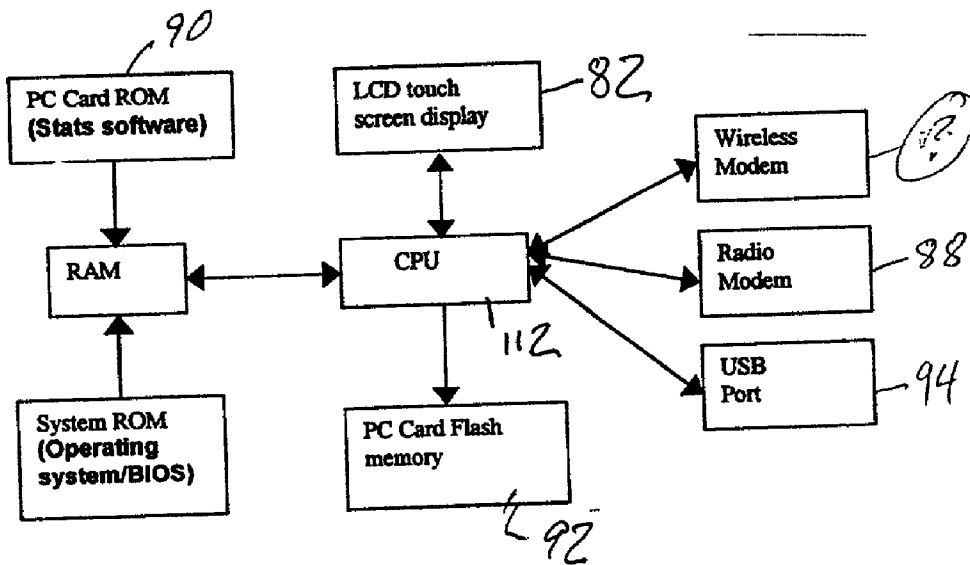 90
PC Card ROM
(Stats software)
LCD touch
screen display
82
Wireless
Modem
RAM
CPU
112
Radio
Modem
88
System ROM
(Operating
system/BIOS)
PC Card Flash
memory
92
USB
Port
94